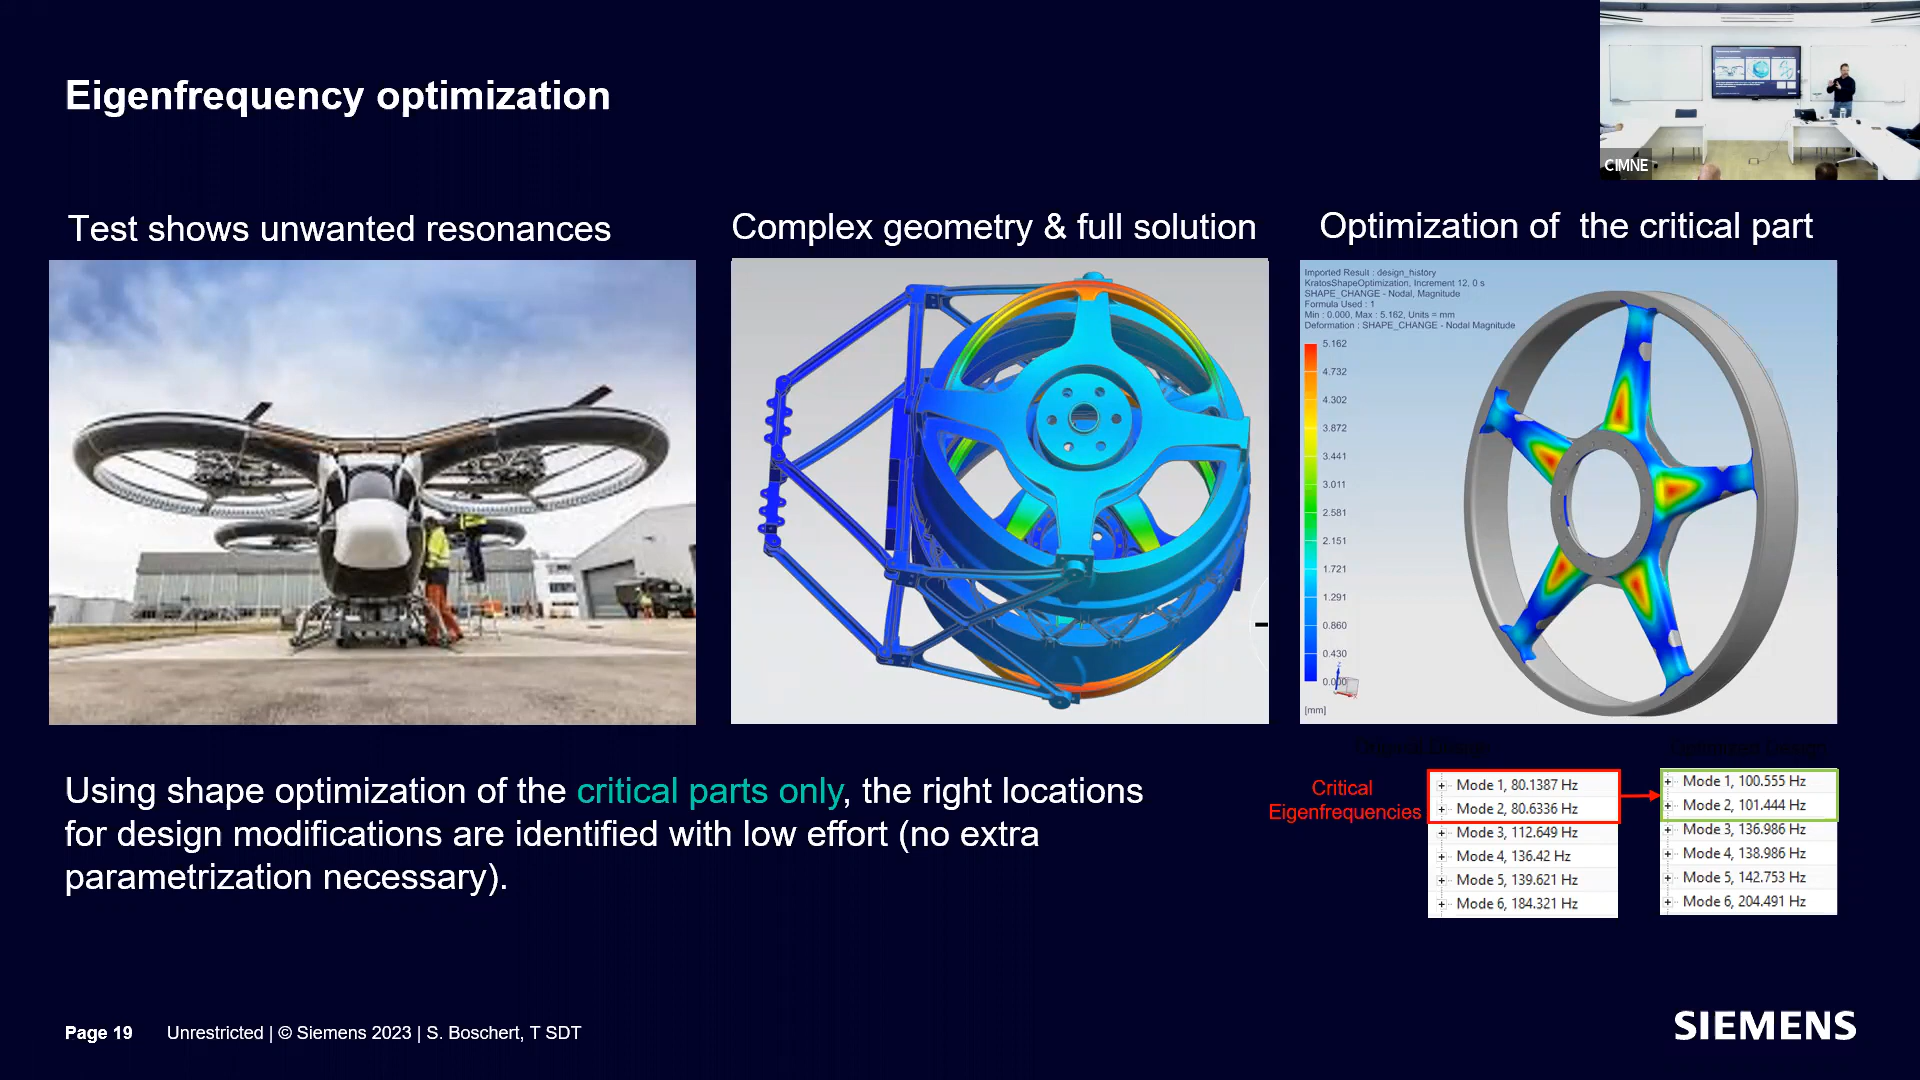 Eigenfrequency optimization
CIMNE
Test shows unwanted resonances
Complex geometry & full solution
Optimization of the critical part
Imported Result : design_history
KratosShapeOptimization, Increment 12, 0 s
SHAPE_CHANGE - Nodal, Magnitude
Formula Used : 1
Min : 0.000, Max : 5.162, Units = mm
Deformation : SHAPE_CHANGE - Nodal Magnitude
5.162
4.732
4.302
3.872
3.441
3.011
2.581
2.151
1.721
1.291
0.860
0.430
0.000
[mm]
Original Design
Optimized Design
Using shape optimization of the critical parts only, the right locations
for design modifications are identified with low effort (no extra
parametrization necessary).
Critical
Eigenfrequencies
Mode 1, 80.1387 Hz
Mode 2, 80.6336 Hz
Mode 3, 112.649 Hz
Mode 4, 136.42 Hz
Mode 5, 139.621 Hz
Mode 6, 184.321 Hz
Mode 1, 100.555 Hz
Mode 2, 101.444 Hz
Mode 3, 136.986 Hz
Mode 4, 138.986 Hz
Mode 5, 142.753 Hz
Mode 6, 204.491 Hz
Page 19
Unrestricted | © Siemens 2023 | S. Boschert, T SDT
SIEMENS